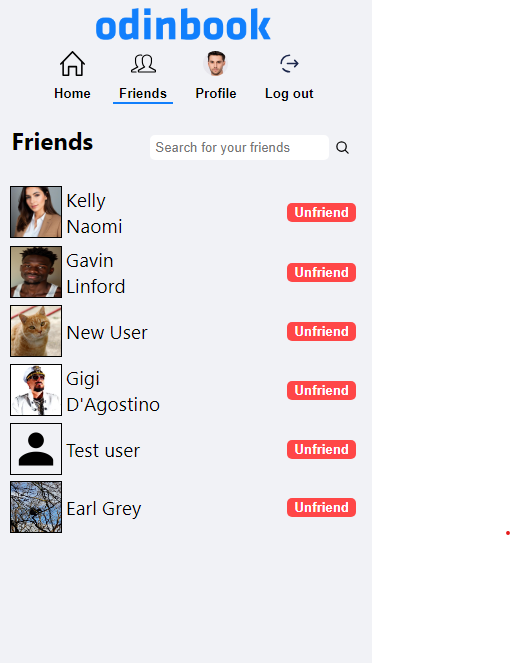 odinbook
Home Friends Profile Log out
Friends
Search for your friends
Kelly
Naomi
Unfriend
Gavin
Linford
Unfriend
New User
Unfriend
Gigi
D'Agostino
Unfriend
Test user
Unfriend
Earl Grey
Unfriend